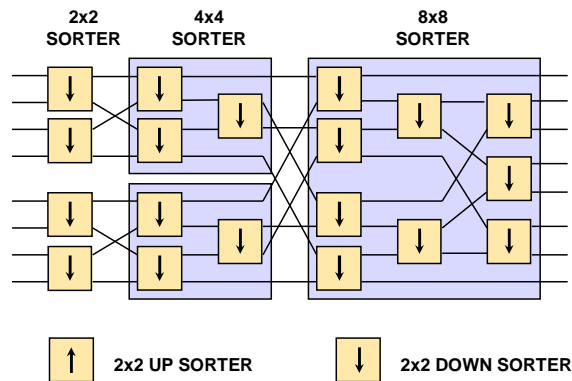 2x2
SORTER
4x4
SORTER
8x8
SORTER
2x2 UP SORTER
2x2 DOWN SORTER